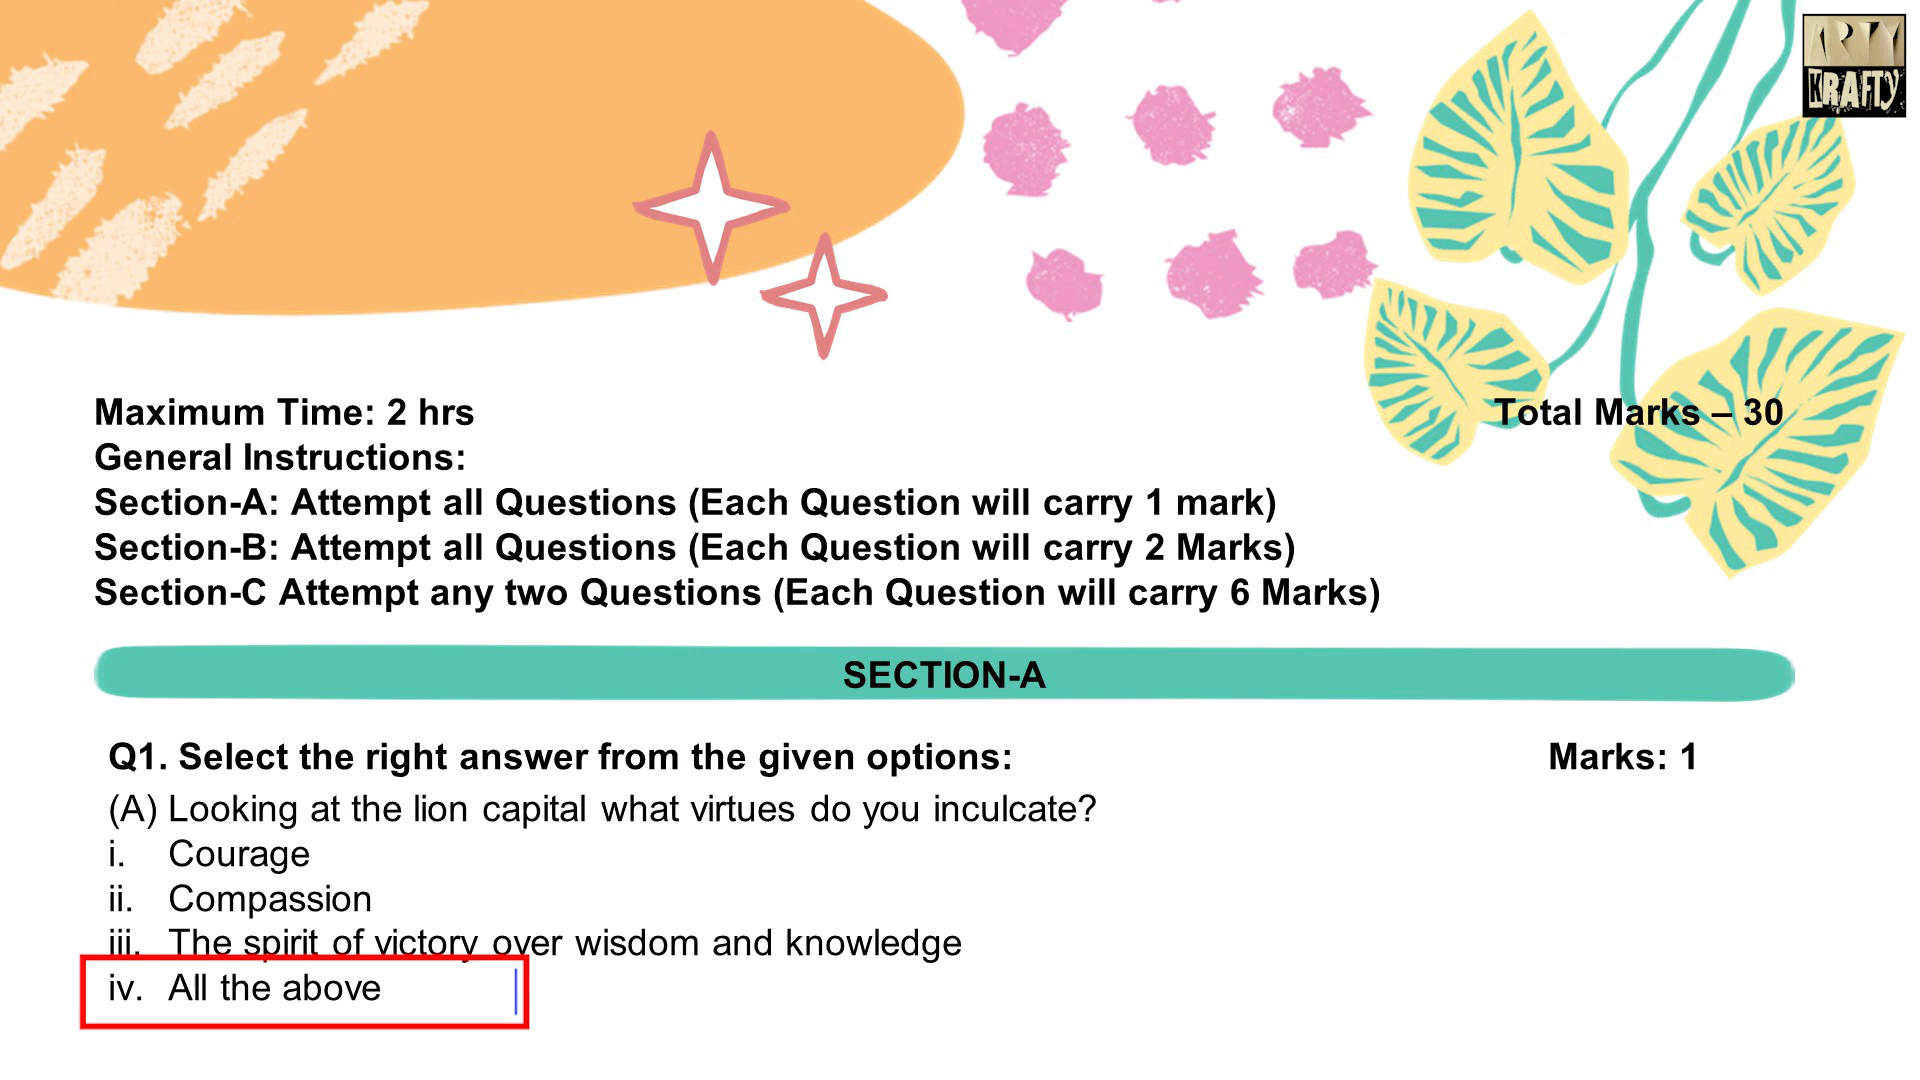 ARTY
KRAFTY
Maximum Time: 2 hrs Total Marks – 30
General Instructions:
Section-A: Attempt all Questions (Each Question will carry 1 mark)
Section-B: Attempt all Questions (Each Question will carry 2 Marks)
Section-C Attempt any two Questions (Each Question will carry 6 Marks)
SECTION-A
Q1. Select the right answer from the given options: Marks: 1
(A) Looking at the lion capital what virtues do you inculcate?
i. Courage
ii. Compassion
iii. The spirit of victory over wisdom and knowledge
iv. All the above